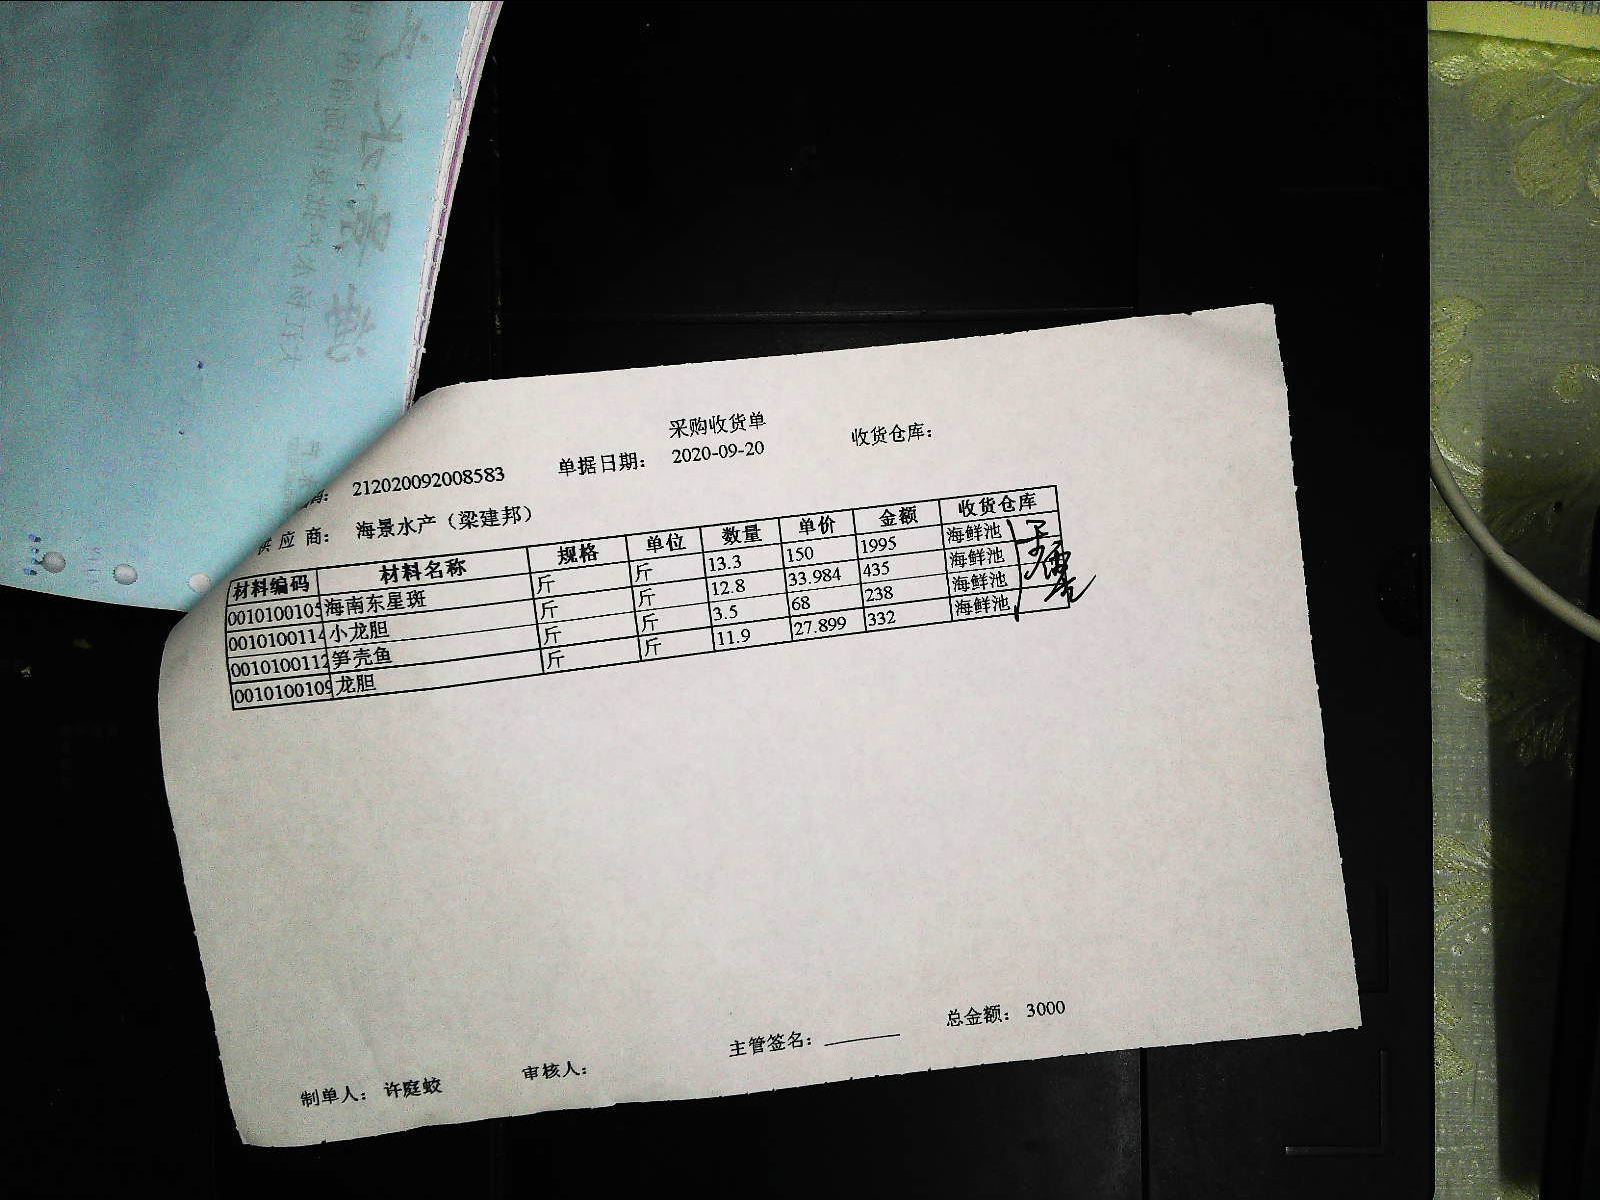 采购收货单
码： 212020092008583 单据日期： 2020-09-20 收货仓库：
供 应 商： 海景水产（梁建邦）
材料编码 材料名称 规格 单位 数量 单价 金额 收货仓库
0010100105 海南东星斑 斤 斤 13.3 150 1995 海鲜池
0010100114 小龙胆 斤 斤 12.8 33.984 435 海鲜池
0010100112 笋壳鱼 斤 斤 3.5 68 238 海鲜池
0010100109 龙胆 斤 斤 11.9 27.899 332 海鲜池
制单人： 许庭蛟 审核人： 主管签名： 总金额： 3000